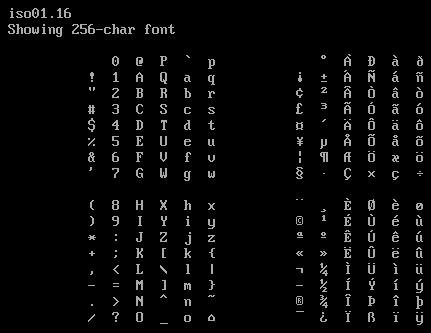 iso01.16
Showing 256-char font
0 @ P ` p ° À Ð à ð
! 1 A Q a q ¡ ± Á Ñ á ñ
" 2 B R b r ¢ ² Â Ò â ò
# 3 C S c s £ ³ Ã Ó ã ó
$ 4 D T d t ¤ ´ Ä Ô ä ô
% 5 E U e u ¥ µ Å Õ å õ
& 6 F V f v ¦ ¶ Æ Ö æ ö
' 7 G W g w § · Ç × ç ÷
( 8 H X h x ¨ ¸ È Ø è ø
) 9 I Y i y © ¹ É Ù é ù
* : J Z j z ª º Ê Ú ê ú
+ ; K [ k { « » Ë Û ë û
, < L \ l | ¬ ¼ Ì Ü ì ü
- = M ] m } - ½ Í Ý í ý
. > N ^ n ~ ® ¾ Î Þ î þ
/ ? O _ o ⌂ ¯ ¿ Ï ß ï ÿ